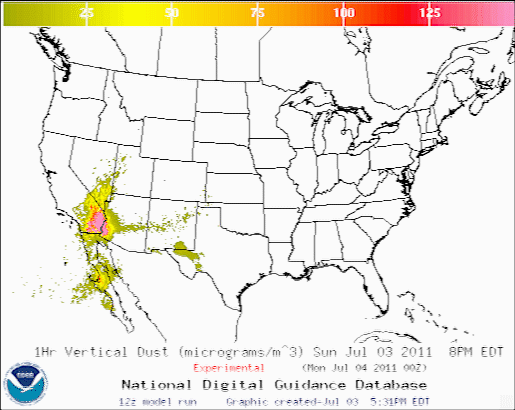 25 50 75 100 125
1Hr Vertical Dust (micrograms/m^3) Sun Jul 03 2011 8PM EDT
Experimental (Mon Jul 04 2011 00Z)
NOAA
National Digital Guidance Database
12z model run Graphic created-Jul 03 5:31PM EDT